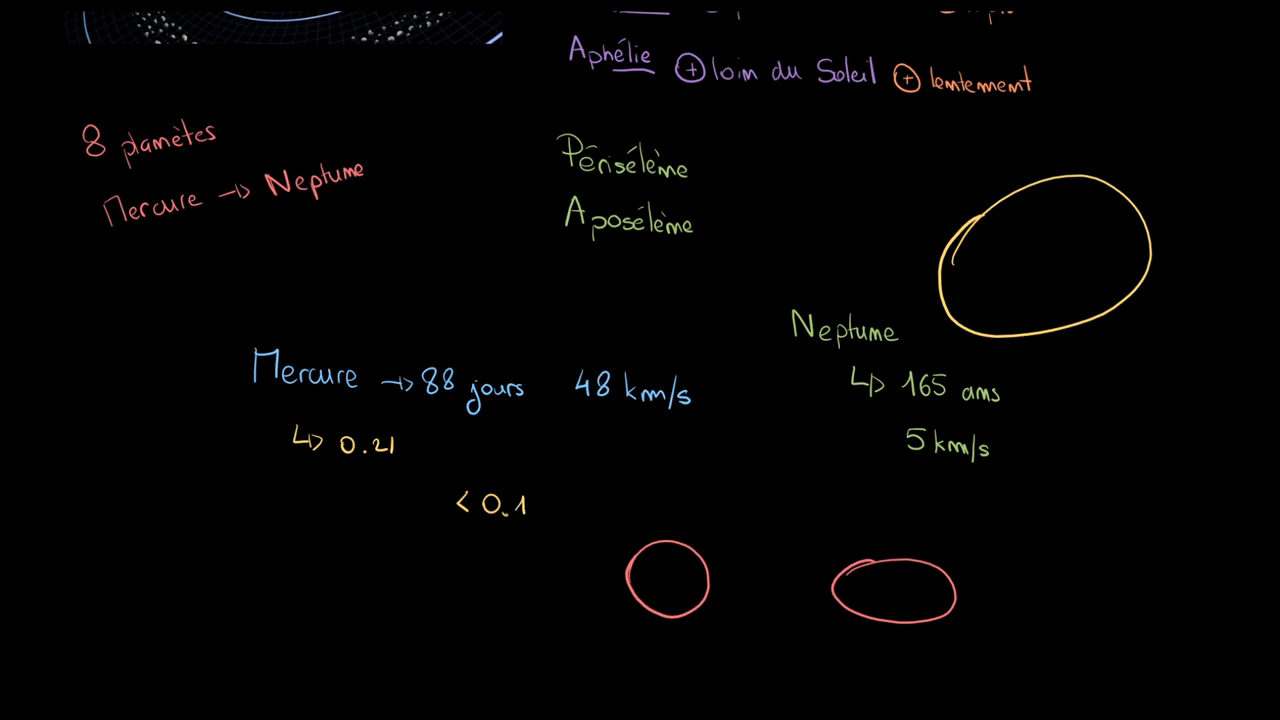 Aphélie ⊕ loin du Soleil ⊕ lentement
8 planètes
Mercure → Neptune
Périsélène
Aposélène
Neptune
↳ 165 ans
5 km/s
Mercure → 88 jours 48 km/s
↳ 0.21
< 0.1